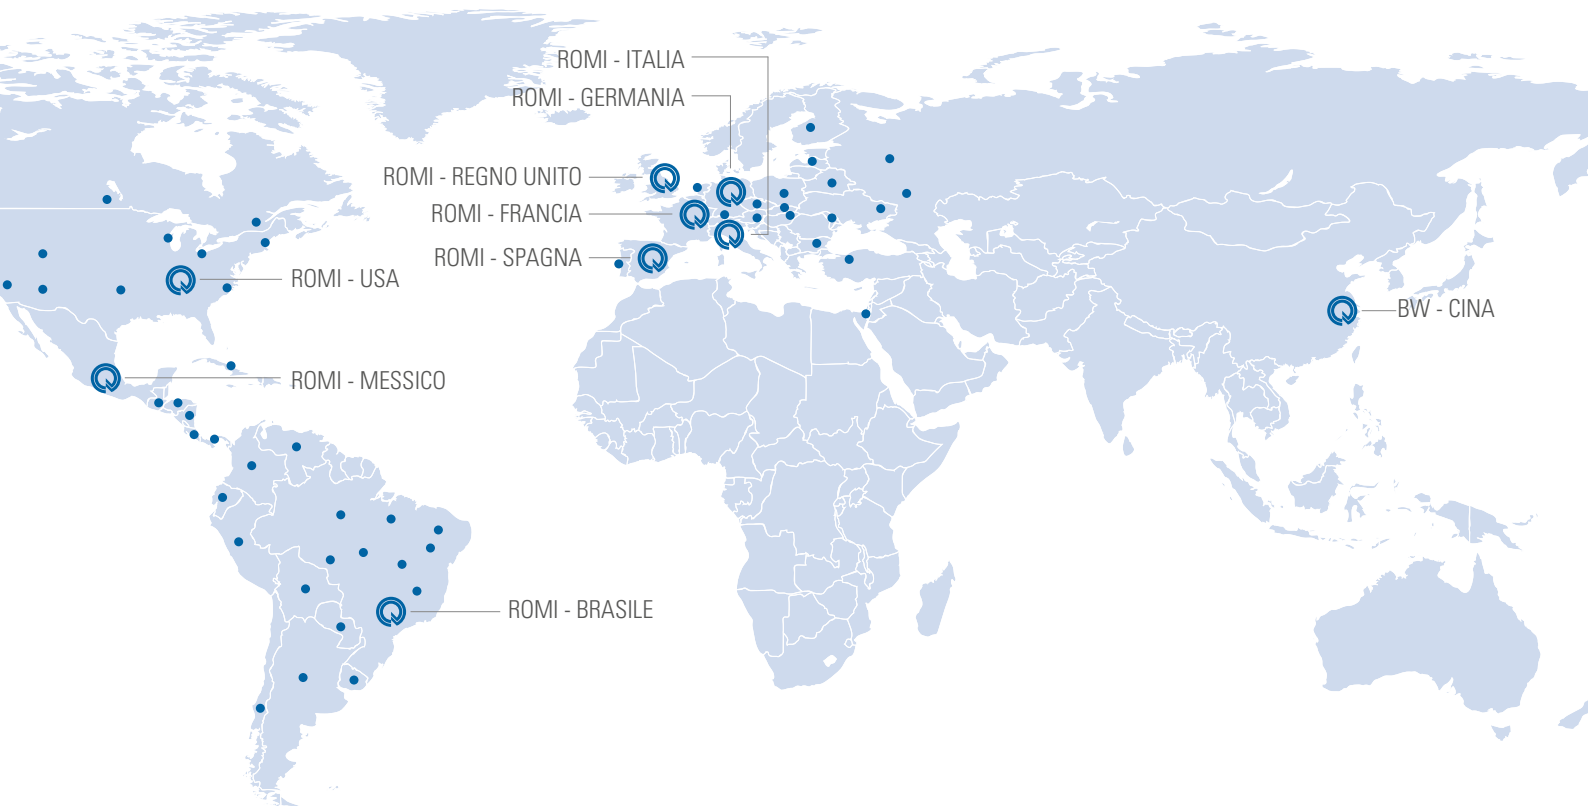 ROMI - ITALIA
ROMI - GERMANIA
ROMI - REGNO UNITO
ROMI - FRANCIA
ROMI - SPAGNA
ROMI - USA
BW - CINA
ROMI - MESSICO
ROMI - BRASILE